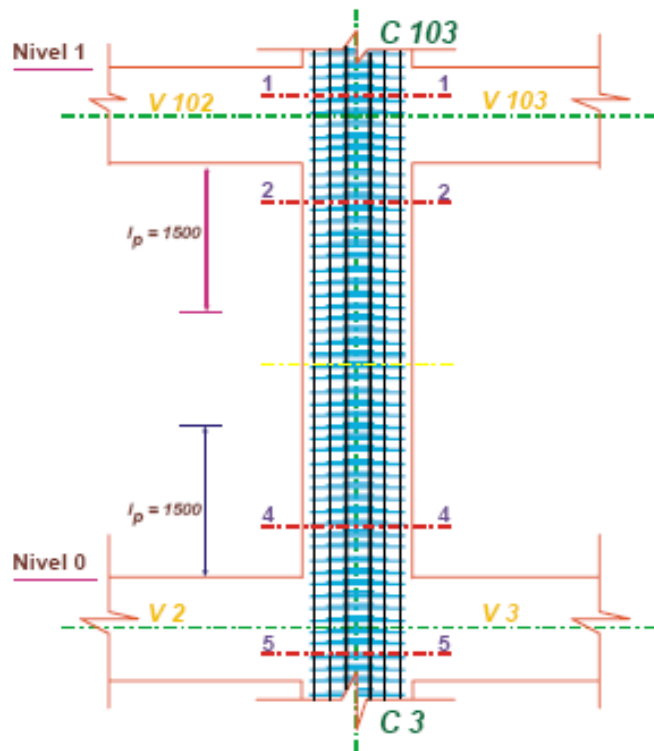 C 103
Nivel 1
1 1
V 102 V 103
2 2
lp = 1500
lp = 1500
4 4
Nivel 0
V 2 V 3
5 5
C 3